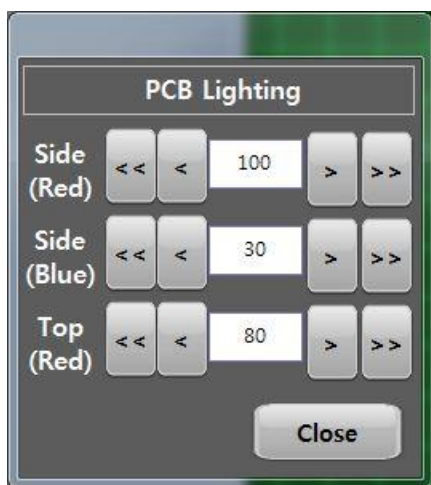 PCB Lighting
Side
(Red)
<< < 100 > >>
Side
(Blue)
<< < 30 > >>
Top
(Red)
<< < 80 > >>
Close